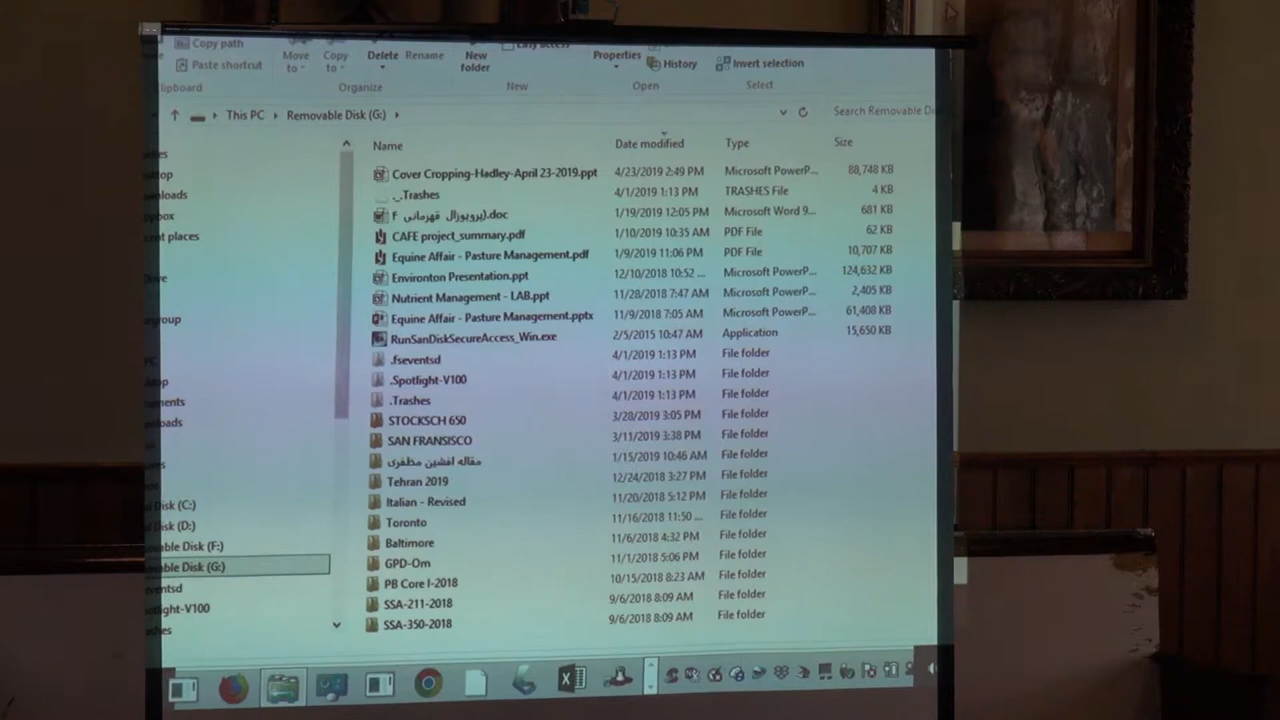 Copy path
Paste shortcut
Move to
Copy to
Delete
Rename
New folder
Properties
History
Invert selection
Organize
New
Open
Select
This PC
Removable Disk (G:)
Search Removable
Name
Date modified
Type
Size
Cover Cropping-Hadley-April 23-2019.ppt 4/23/2019 2:49 PM Microsoft PowerP... 88,748 KB
._.Trashes 4/1/2019 1:13 PM TRASHES File 4 KB
پروپوزال قهرمانی ۴).doc 1/19/2019 12:05 PM Microsoft Word 9... 681 KB
CAFE project_summary.pdf 1/10/2019 10:35 AM PDF File 62 KB
Equine Affair - Pasture Management.pdf 1/9/2019 11:06 PM PDF File 10,707 KB
Environton Presentation.ppt 12/10/2018 10:52 ... Microsoft PowerP... 124,632 KB
Nutrient Management - LAB.ppt 11/28/2018 7:47 AM Microsoft PowerP... 2,405 KB
Equine Affair - Pasture Management.pptx 11/9/2018 7:05 AM Microsoft PowerP... 61,408 KB
RunSanDiskSecureAccess_Win.exe 2/5/2015 10:47 AM Application 15,650 KB
.fseventsd 4/1/2019 1:13 PM File folder
.Spotlight-V100 4/1/2019 1:13 PM File folder
.Trashes 4/1/2019 1:13 PM File folder
STOCKSCH 650 3/28/2019 3:05 PM File folder
SAN FRANSISCO 3/11/2019 3:38 PM File folder
مقاله افشین مظفری 1/15/2019 10:46 AM File folder
Tehran 2019 12/24/2018 3:27 PM File folder
Italian - Revised 11/20/2018 5:12 PM File folder
Toronto 11/16/2018 11:50 ... File folder
Baltimore 11/6/2018 4:32 PM File folder
GPD-Om 11/1/2018 5:06 PM File folder
PB Core I-2018 10/15/2018 8:23 AM File folder
SSA-211-2018 9/6/2018 8:09 AM File folder
SSA-350-2018 9/6/2018 8:09 AM File folder
Disk (C:)
Disk (D:)
able Disk (F:)
able Disk (G:)